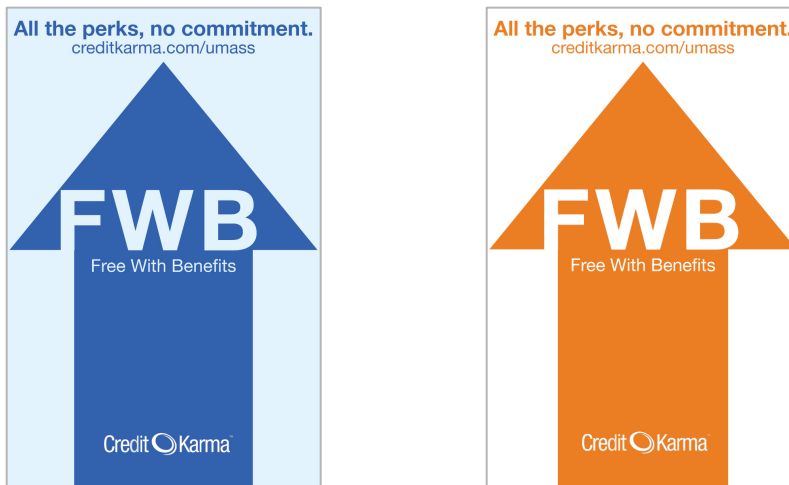 All the perks, no commitment.
creditkarma.com/umass
FWB
Free With Benefits
Credit Karma
All the perks, no commitment.
creditkarma.com/umass
FWB
Free With Benefits
Credit Karma